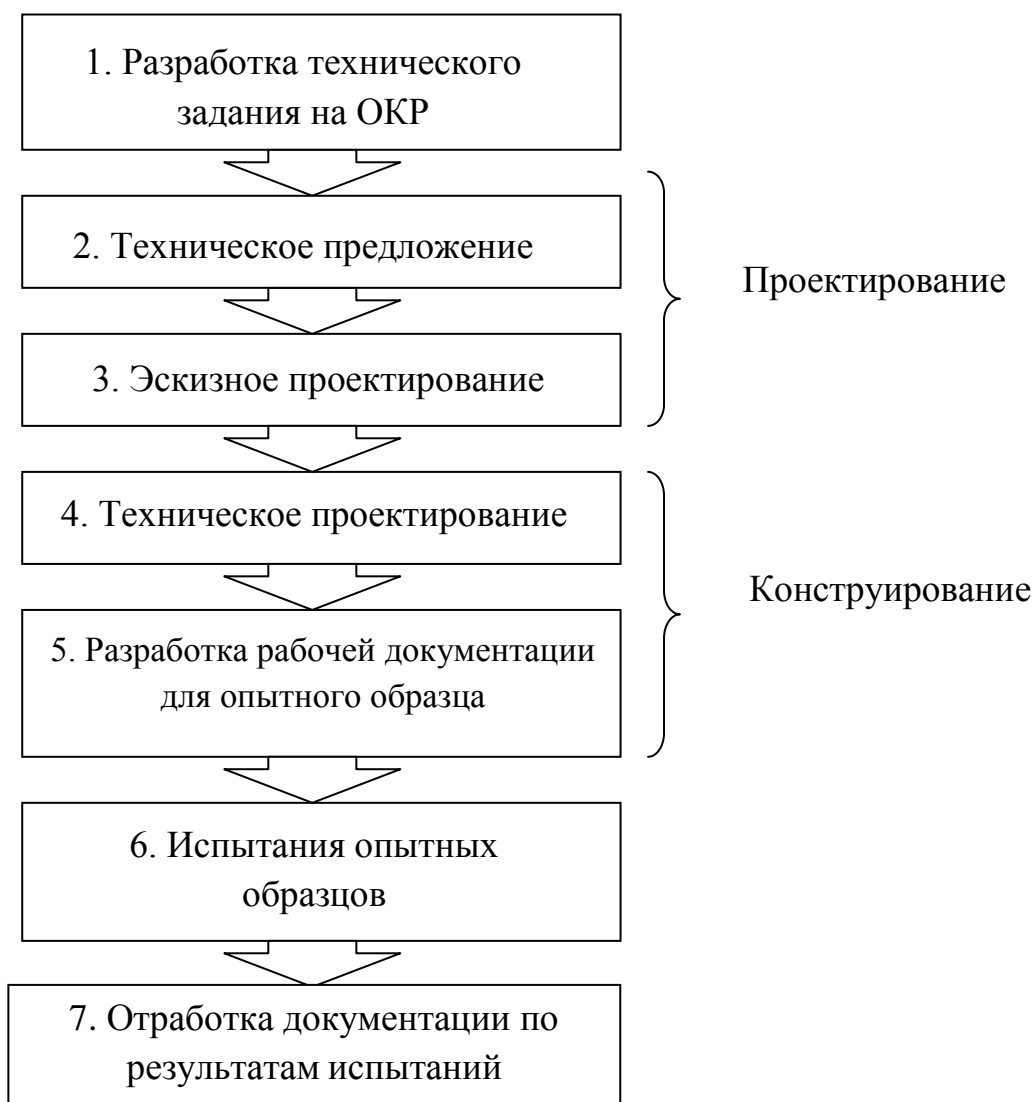 1. Разработка технического
задания на ОКР
2. Техническое предложение
Проектирование
3. Эскизное проектирование
4. Техническое проектирование
Конструирование
5. Разработка рабочей документации
для опытного образца
6. Испытания опытных
образцов
7. Отработка документации по
результатам испытаний